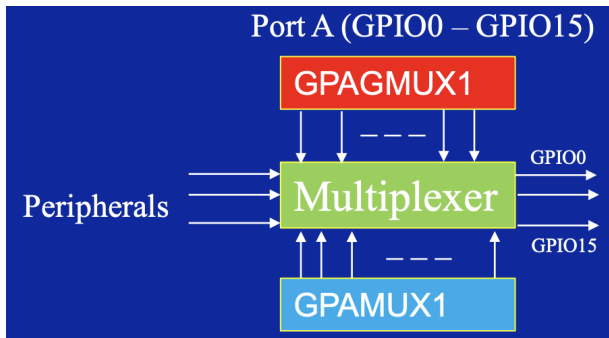 Port A (GPIO0 – GPIO15)
GPAGMUX1
GPIO0
Peripherals
Multiplexer
GPIO15
GPAMUX1